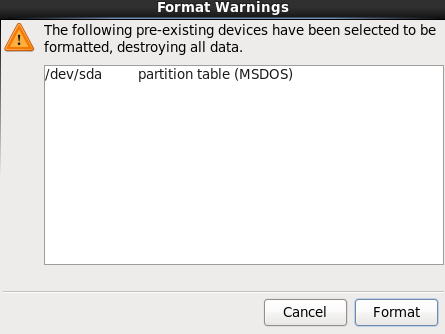 Format Warnings
The following pre-existing devices have been selected to be
formatted, destroying all data.
/dev/sda partition table (MSDOS)
Cancel Format